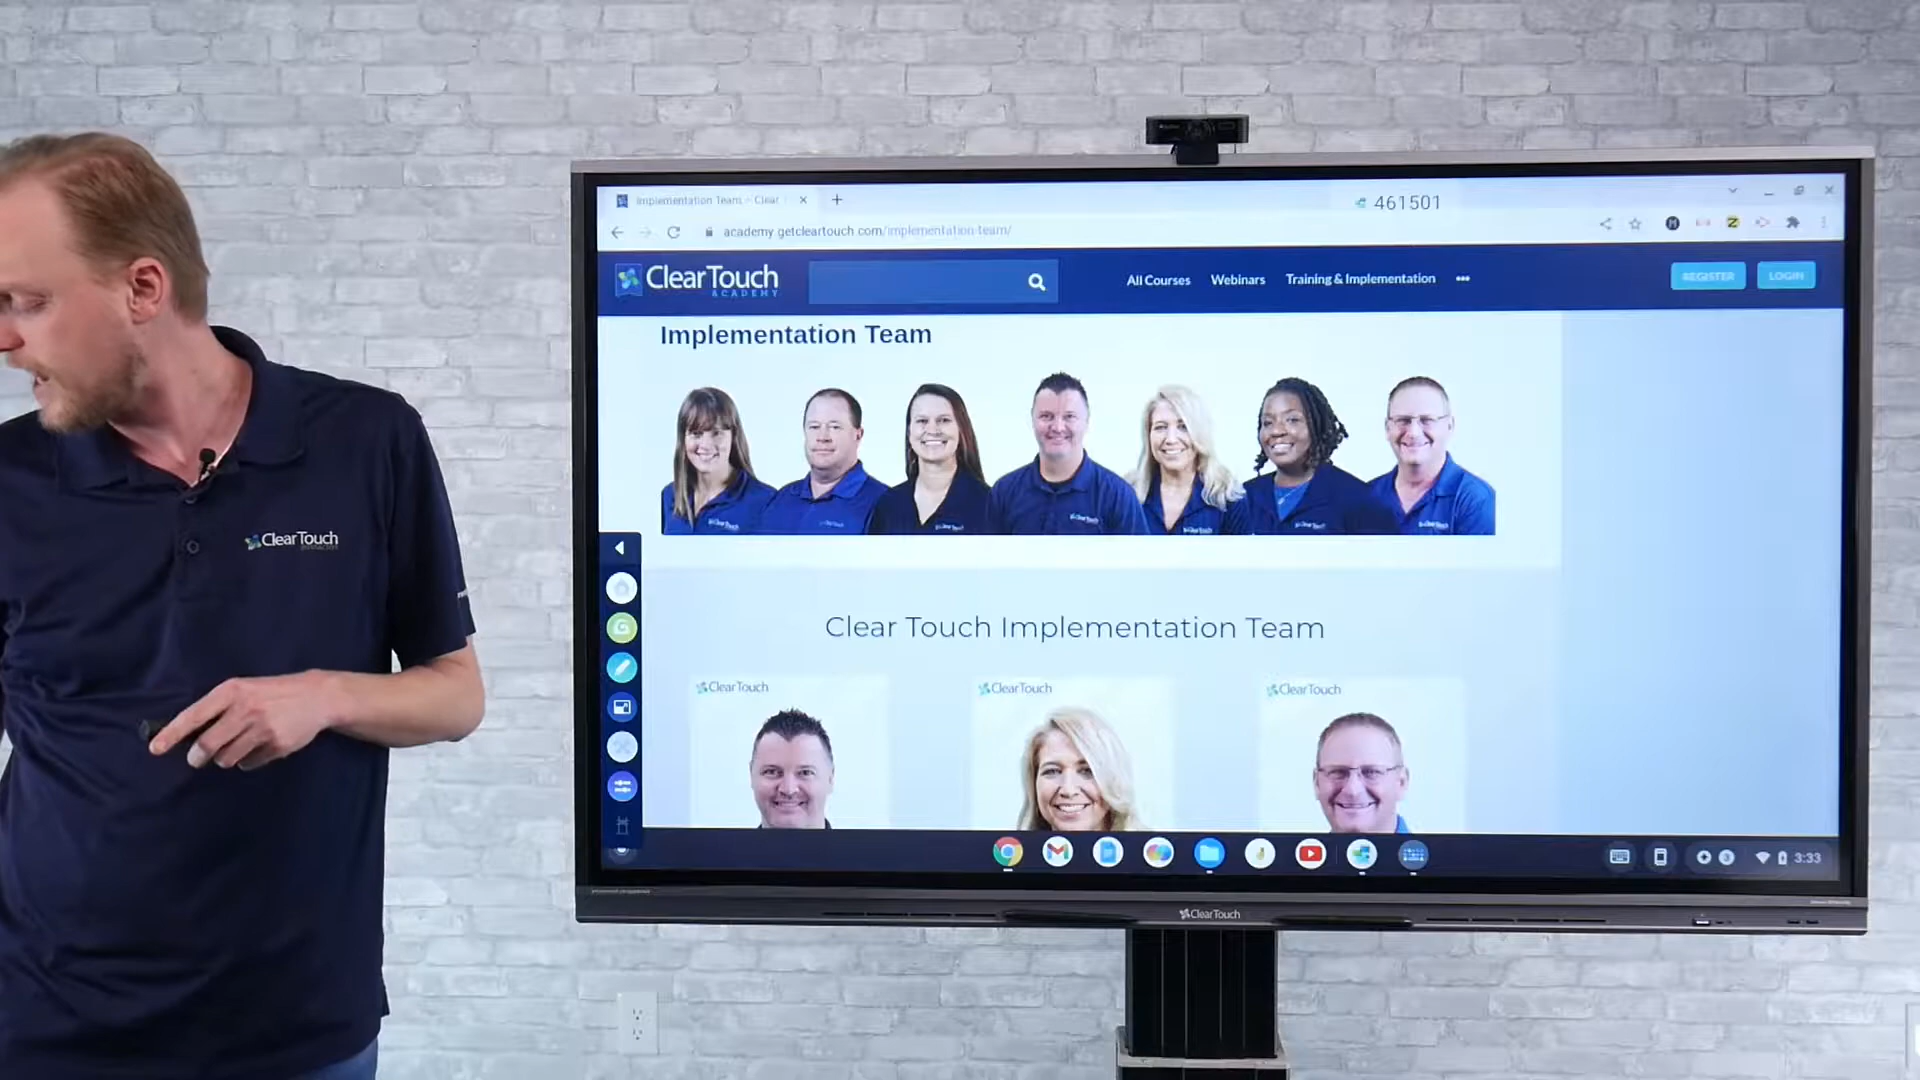 Implementation Team - Clear
461501
academy.getcleartouch.com/implementation-team/
ClearTouch
ACADEMY
All Courses
Webinars
Training & Implementation
REGISTER
LOGIN
Implementation Team
ClearTouch
Clear Touch Implementation Team
ClearTouch
ClearTouch
ClearTouch
3:33
ClearTouch